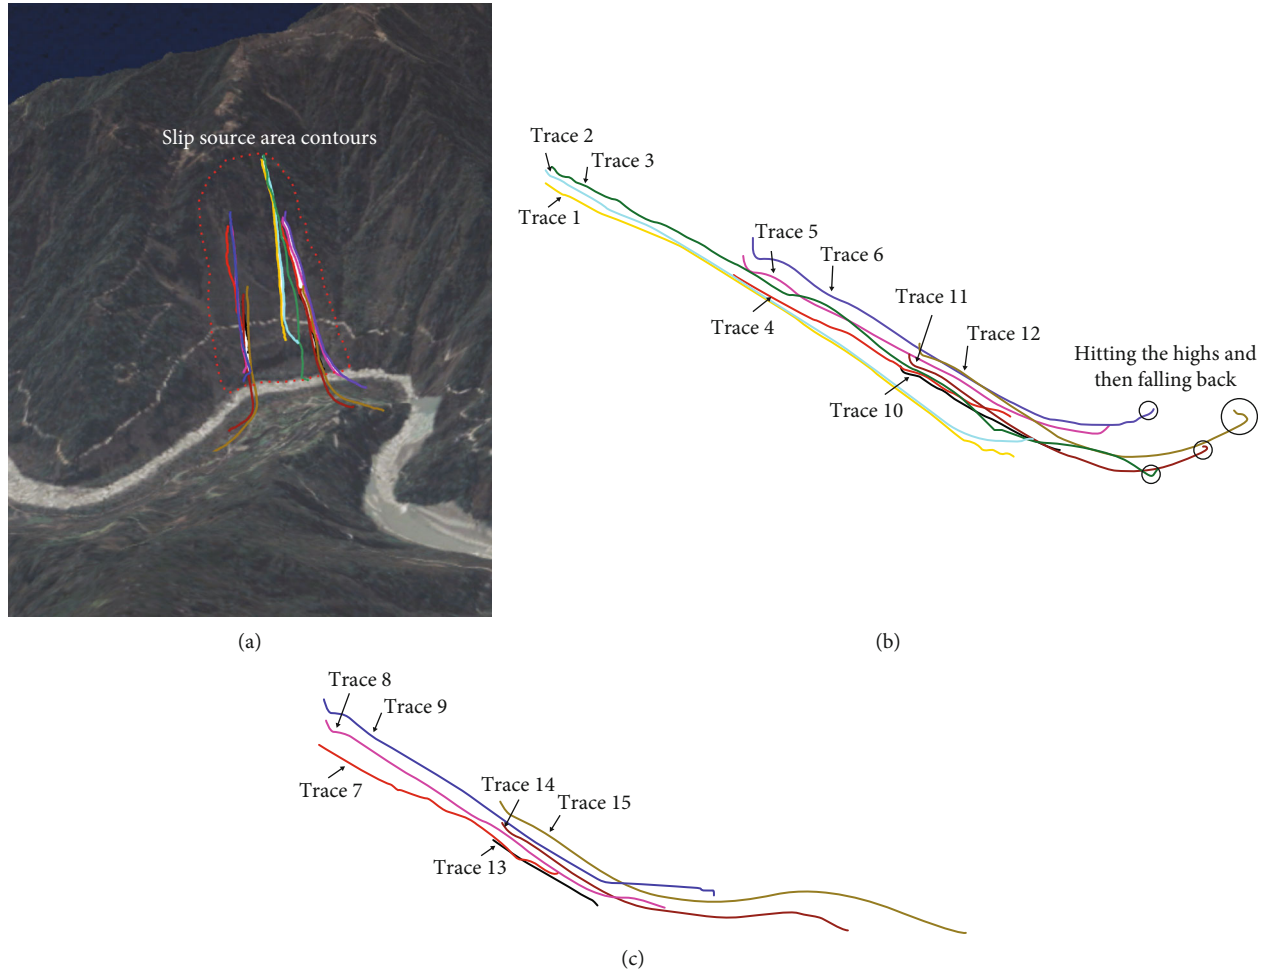 Slip source area contours
(a)
Trace 2
Trace 3
Trace 1
Trace 5
Trace 6
Trace 4
Trace 11
Trace 12
Trace 10
Hitting the highs and
then falling back
(b)
Trace 8
Trace 9
Trace 7
Trace 14
Trace 15
Trace 13
(c)